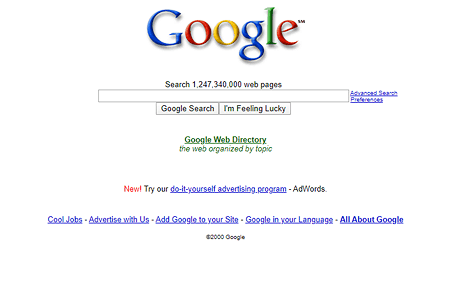 Google℠
Search 1,247,340,000 web pages
Advanced Search
Preferences
Google Search I'm Feeling Lucky
Google Web Directory
the web organized by topic
New! Try our do-it-yourself advertising program - AdWords.
Cool Jobs - Advertise with Us - Add Google to your Site - Google in your Language - All About Google
©2000 Google